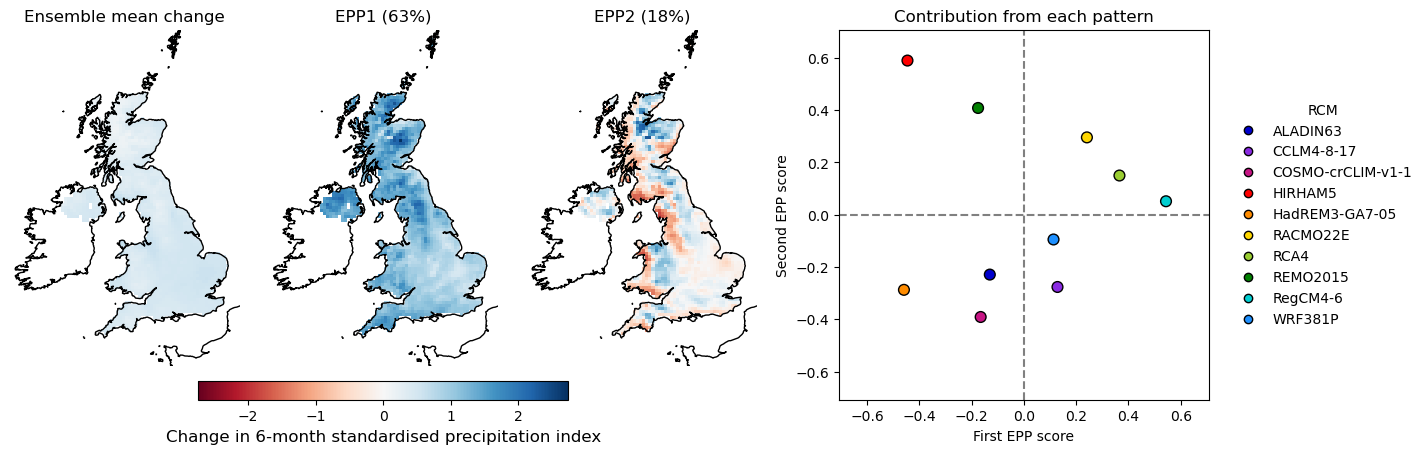 Ensemble mean change
EPP1 (63%)
EPP2 (18%)
−2 −1 0 1 2
Change in 6-month standardised precipitation index
Contribution from each pattern
Second EPP score
0.6
0.4
0.2
0.0
−0.2
−0.4
−0.6
−0.6 −0.4 −0.2 0.0 0.2 0.4 0.6
First EPP score
RCM
ALADIN63
CCLM4-8-17
COSMO-crCLIM-v1-1
HIRHAM5
HadREM3-GA7-05
RACMO22E
RCA4
REMO2015
RegCM4-6
WRF381P